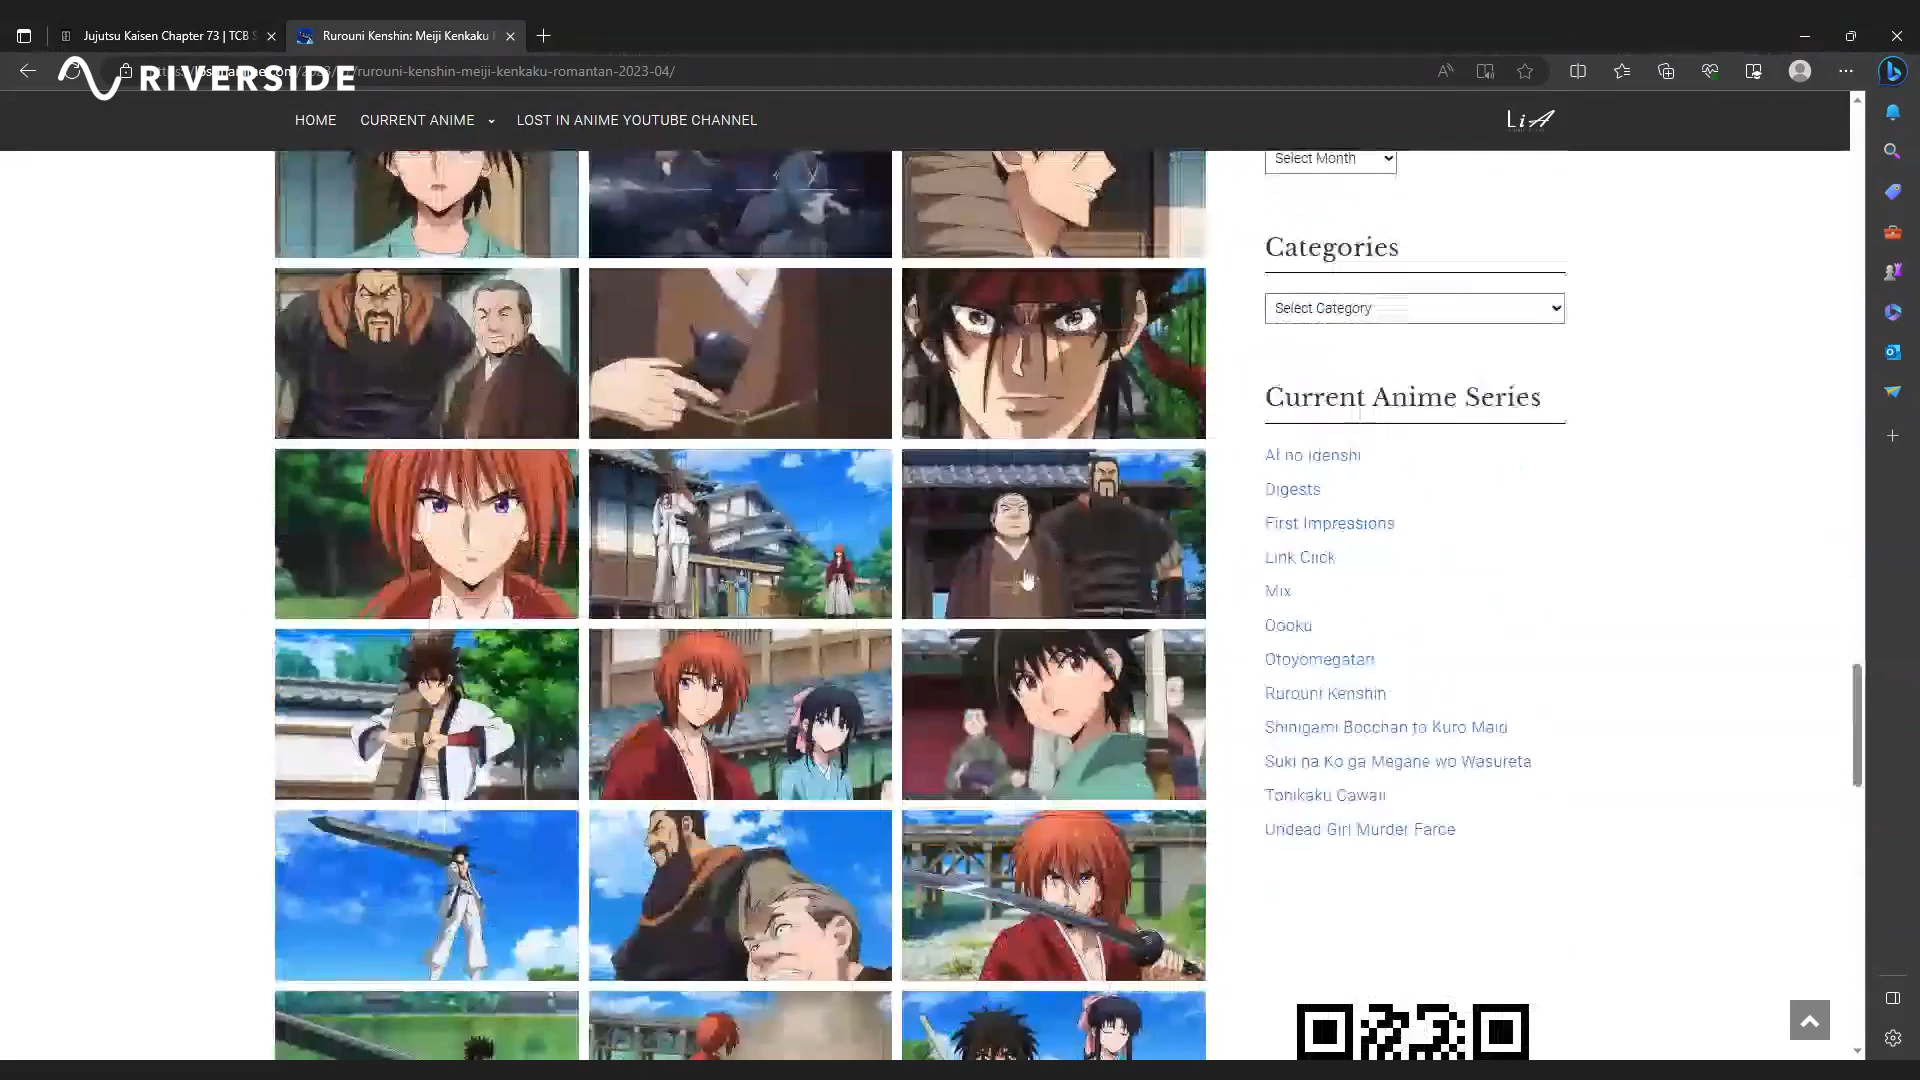 Jujutsu Kaisen Chapter 73 | TCB S
Rurouni Kenshin: Meiji Kenkaku
/rurouni-kenshin-meiji-kenkaku-romantan-2023-04/
RIVERSIDE
HOME
CURRENT ANIME
LOST IN ANIME YOUTUBE CHANNEL
LiA
Select Month
Categories
Select Category
Current Anime Series
AI no Idenshi
Digests
First Impressions
Link Click
Mix
Oooku
Otoyomegatari
Rurouni Kenshin
Shinigami Bocchan to Kuro Maid
Suki na Ko ga Megane wo Wasureta
Tonikaku Cawaii
Undead Girl Murder Farce